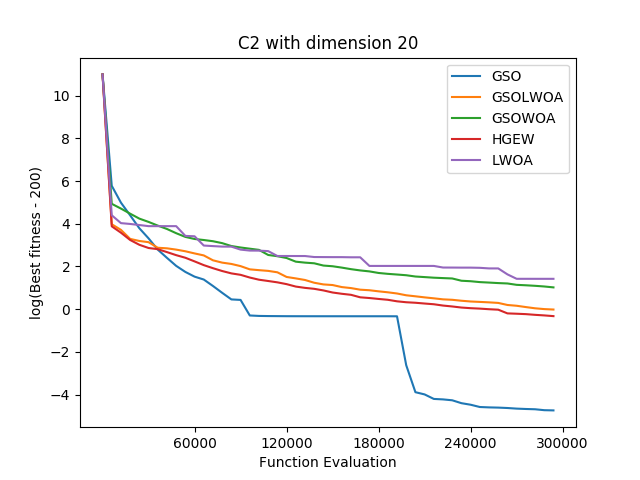 C2 with dimension 20
log(Best fitness - 200)
10
8
6
4
2
0
−2
−4
60000
120000
180000
240000
300000
Function Evaluation
GSO
GSOLWOA
GSOWOA
HGEW
LWOA